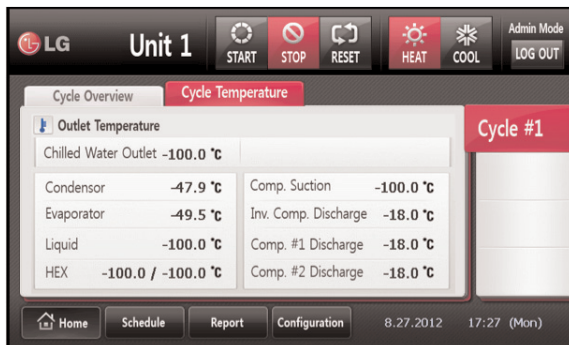 LG Unit 1 START STOP RESET HEAT COOL Admin Mode
LOG OUT
Cycle Overview Cycle Temperature
Outlet Temperature
Cycle #1
Chilled Water Outlet -100.0 °C
Condensor -47.9 °C Comp. Suction -100.0 °C
Evaporator -49.5 °C Inv. Comp. Discharge -18.0 °C
Liquid -100.0 °C Comp. #1 Discharge -18.0 °C
HEX -100.0 / -100.0 °C Comp. #2 Discharge -18.0 °C
Home Schedule Report Configuration 8.27.2012 17:27 (Mon)